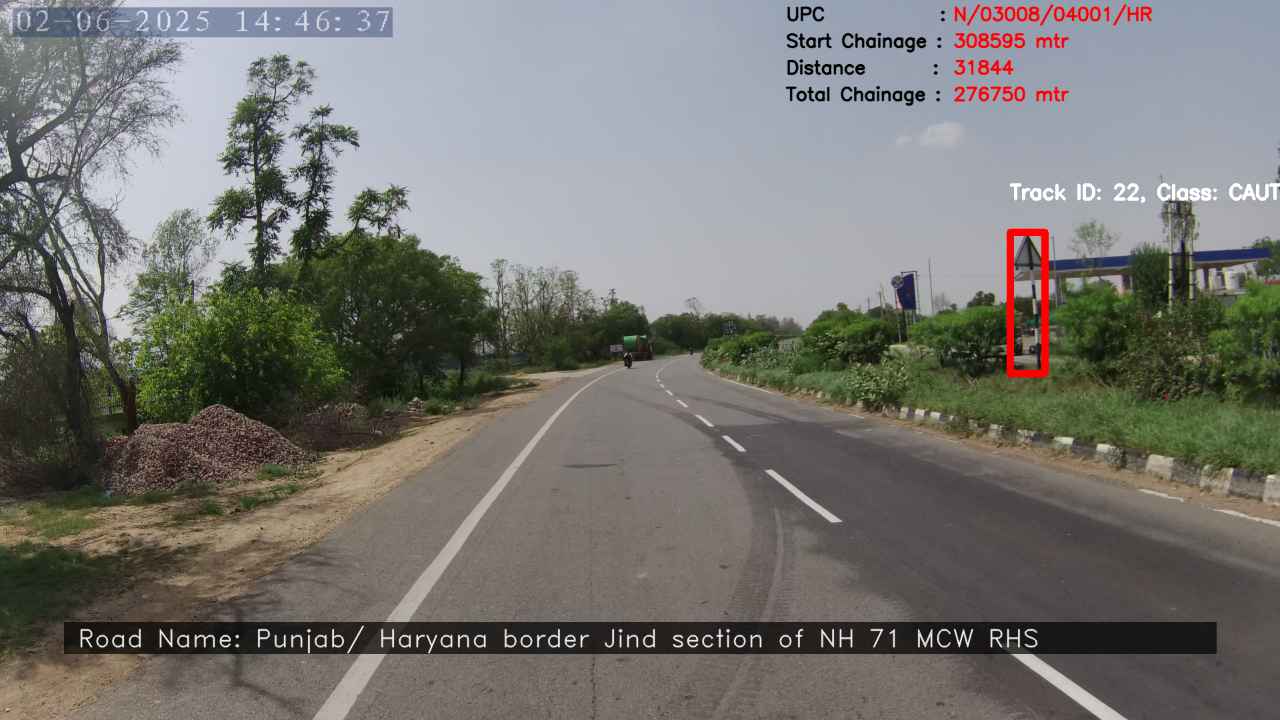 02-06-2025 14:46:37
UPC : N/03008/04001/HR
Start Chainage : 308595 mtr
Distance : 31844
Total Chainage : 276750 mtr
Track ID: 22, Class: CAUT
Road Name: Punjab/ Haryana border Jind section of NH 71 MCW RHS